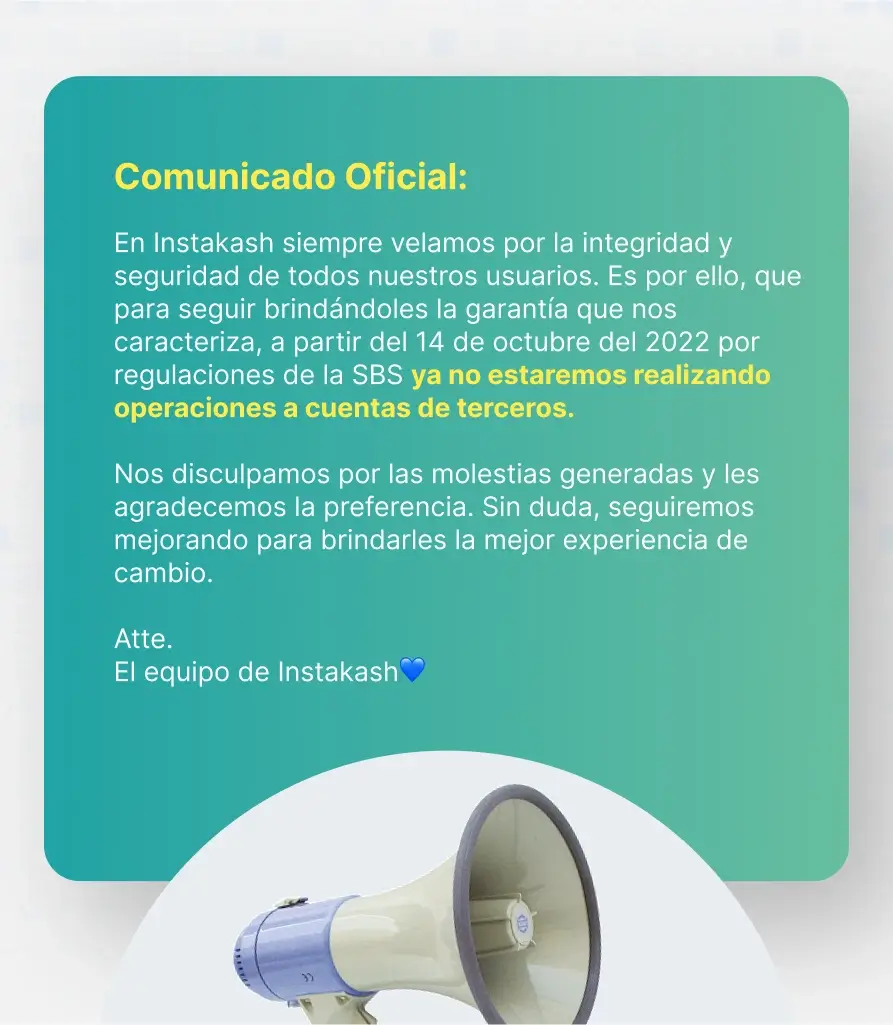 Comunicado Oficial:
En Instakash siempre velamos por la integridad y
seguridad de todos nuestros usuarios. Es por ello, que
para seguir brindándoles la garantía que nos
caracteriza, a partir del 14 de octubre del 2022 por
regulaciones de la SBS ya no estaremos realizando
operaciones a cuentas de terceros.
Nos disculpamos por las molestias generadas y les
agradecemos la preferencia. Sin duda, seguiremos
mejorando para brindarles la mejor experiencia de
cambio.
Atte.
El equipo de Instakash💙
CE